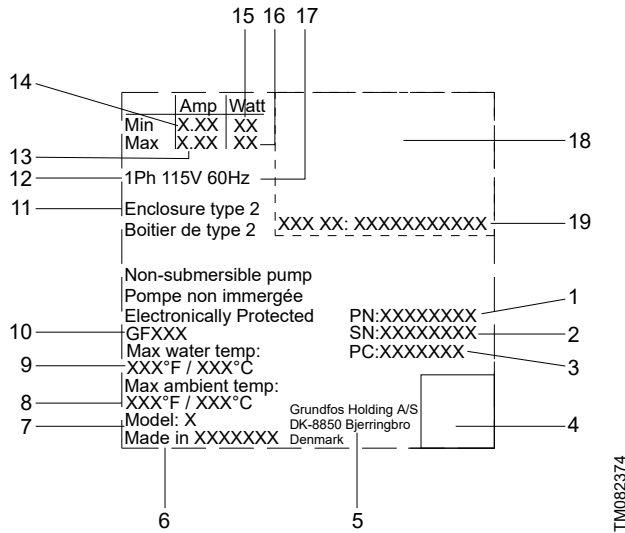 15 16 17
14
Amp Watt
Min X.XX XX
Max X.XX XX
18
13
12 1Ph 115V 60Hz
11 Enclosure type 2
Boitier de type 2
XXX XX: XXXXXXXXXXX 19
Non-submersible pump
Pompe non immergée
Electronically Protected
PN:XXXXXXXX 1
10 GFXXX
SN:XXXXXXXX 2
Max water temp:
PC:XXXXXXX 3
9 XXX°F / XXX°C
Max ambient temp:
8 XXX°F / XXX°C
7 Model: X
Made in XXXXXXX
Grundfos Holding A/S
DK-8850 Bjerringbro
Denmark
4
6 5
TM082374